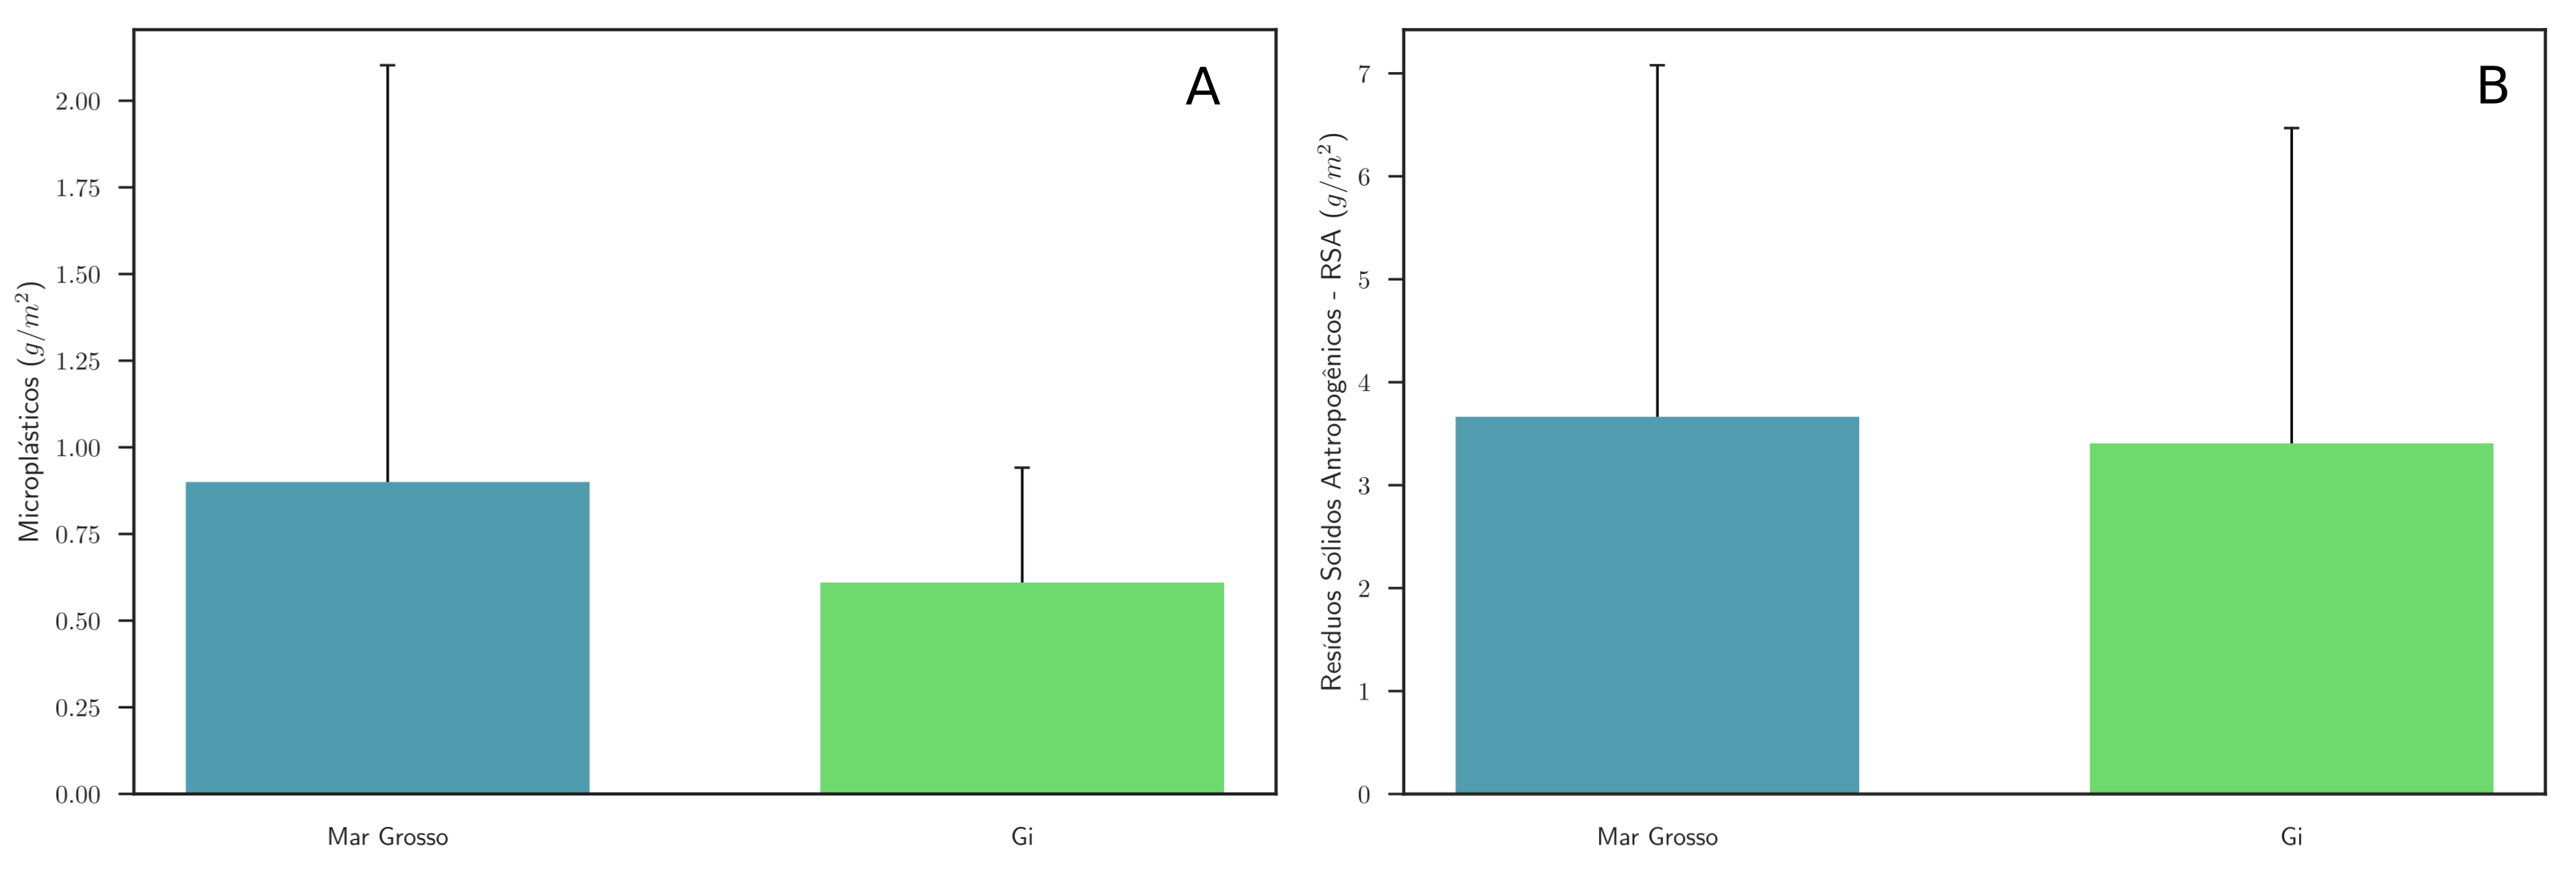 A
Microplásticos (g/m²)
2.00
1.75
1.50
1.25
1.00
0.75
0.50
0.25
0.00
Mar Grosso
Gi
B
Resíduos Sólidos Antropogênicos - RSA (g/m²)
7
6
5
4
3
2
1
0
Mar Grosso
Gi